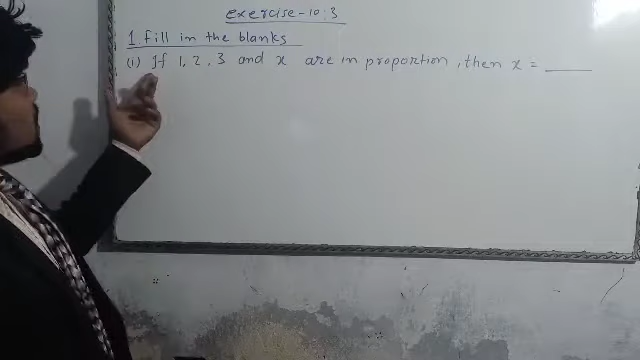 Exercise-10:3
1 Fill in the blanks
(i) If 1, 2, 3 and x are in proportion, then x = ____